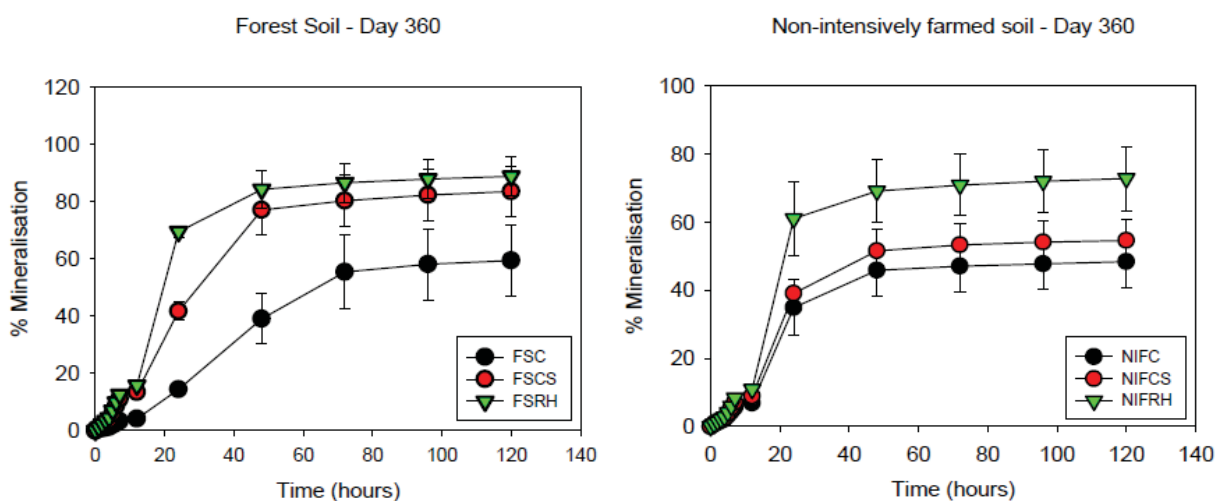 Forest Soil - Day 360
% Mineralisation
120
100
80
60
40
20
0
FSC
FSCS
FSRH
0 20 40 60 80 100 120 140
Time (hours)
Non-intensively farmed soil - Day 360
% Mineralisation
100
80
60
40
20
0
NIFC
NIFCS
NIFRH
0 20 40 60 80 100 120 140
Time (hours)